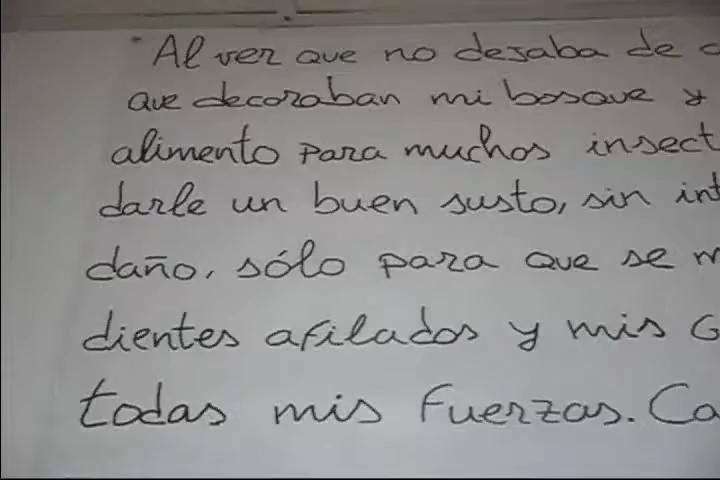 "Al ver que no dejaba de c
que decoraban mi bosque y
alimento para muchos insect
darle un buen susto, sin int
daño, sólo para que se m
dientes afilados y mis G
todas mis fuerzas. Ca